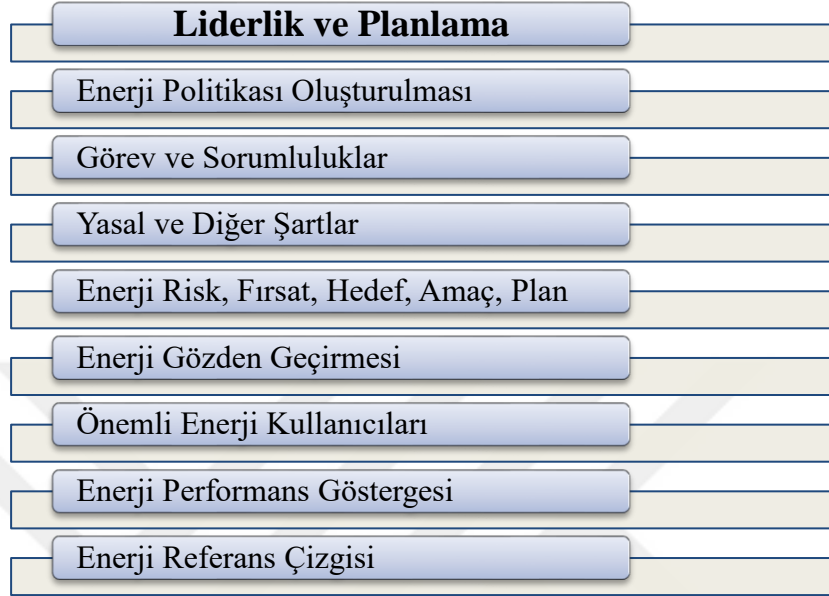 Liderlik ve Planlama
Enerji Politikası Oluşturulması
Görev ve Sorumluluklar
Yasal ve Diğer Şartlar
Enerji Risk, Fırsat, Hedef, Amaç, Plan
Enerji Gözden Geçirmesi
Önemli Enerji Kullanıcıları
Enerji Performans Göstergesi
Enerji Referans Çizgisi